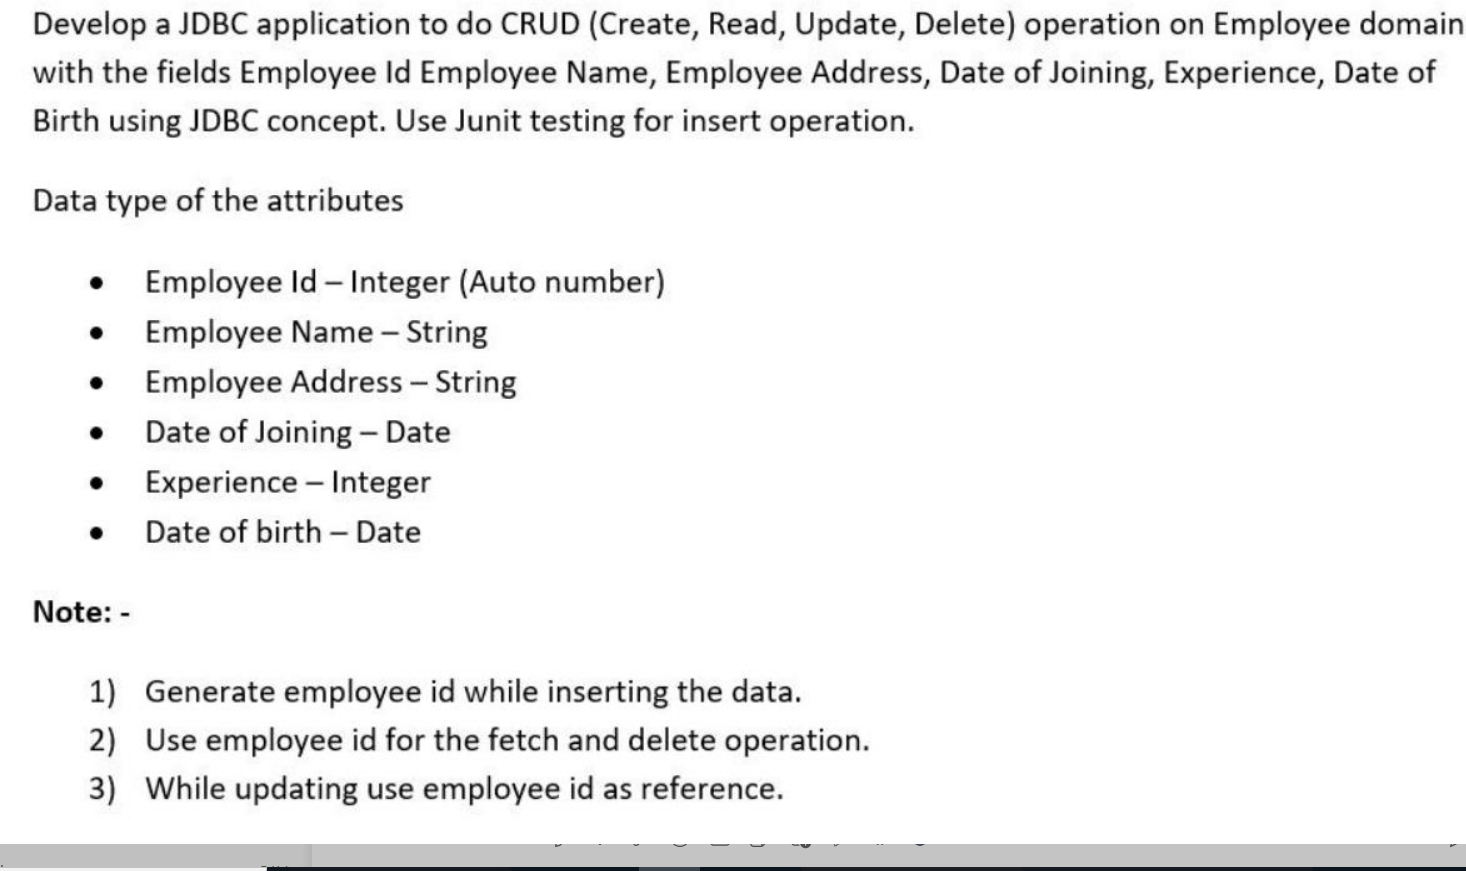 Develop a JDBC application to do CRUD (Create, Read, Update, Delete) operation on Employee domain
with the fields Employee Id Employee Name, Employee Address, Date of Joining, Experience, Date of
Birth using JDBC concept. Use Junit testing for insert operation.
Data type of the attributes
• Employee Id – Integer (Auto number)
• Employee Name – String
• Employee Address – String
• Date of Joining – Date
• Experience – Integer
• Date of birth – Date
Note: -
1) Generate employee id while inserting the data.
2) Use employee id for the fetch and delete operation.
3) While updating use employee id as reference.